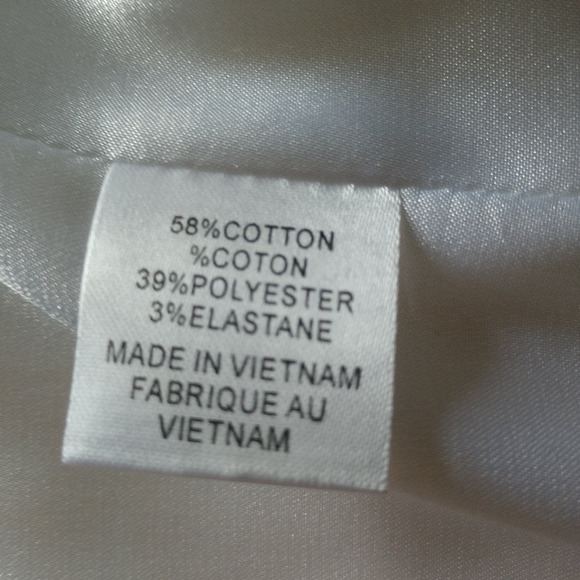 58%COTTON
%COTON
39%POLYESTER
3%ELASTANE
MADE IN VIETNAM
FABRIQUE AU
VIETNAM